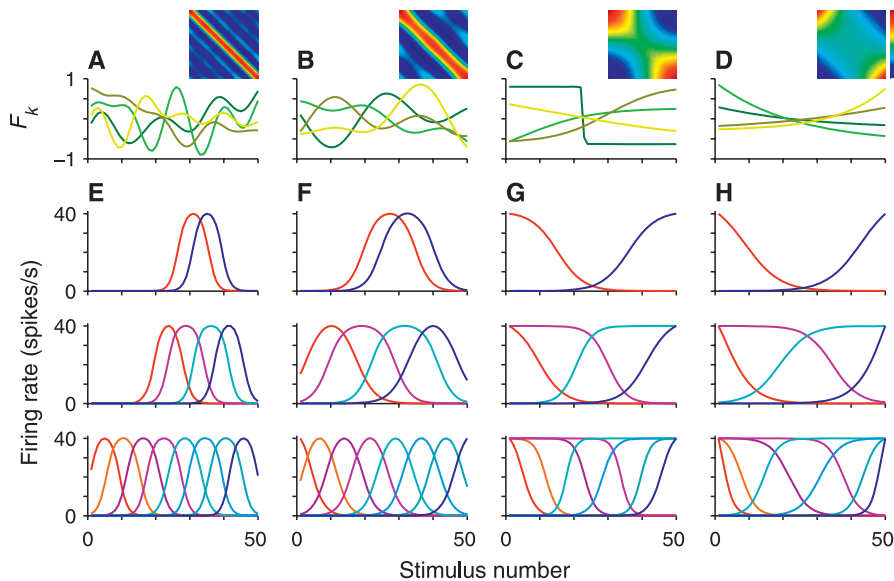 A B C D
1
F_k
−1
E F G H
40
0
40
0
Firing rate (spikes/s)
40
0
0 50 0 50 0 50 0 50
Stimulus number